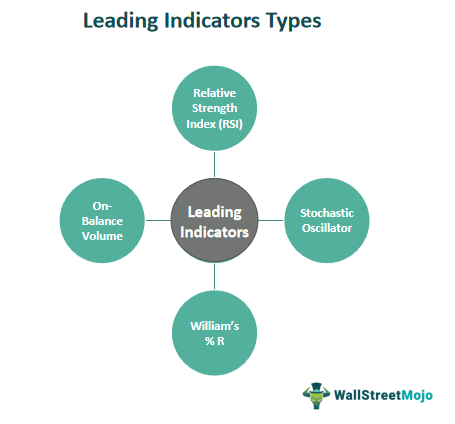 Leading Indicators Types
Relative
Strength
Index (RSI)
On-
Balance
Volume
Leading
Indicators
Stochastic
Oscillator
William's
% R
WallStreetMojo